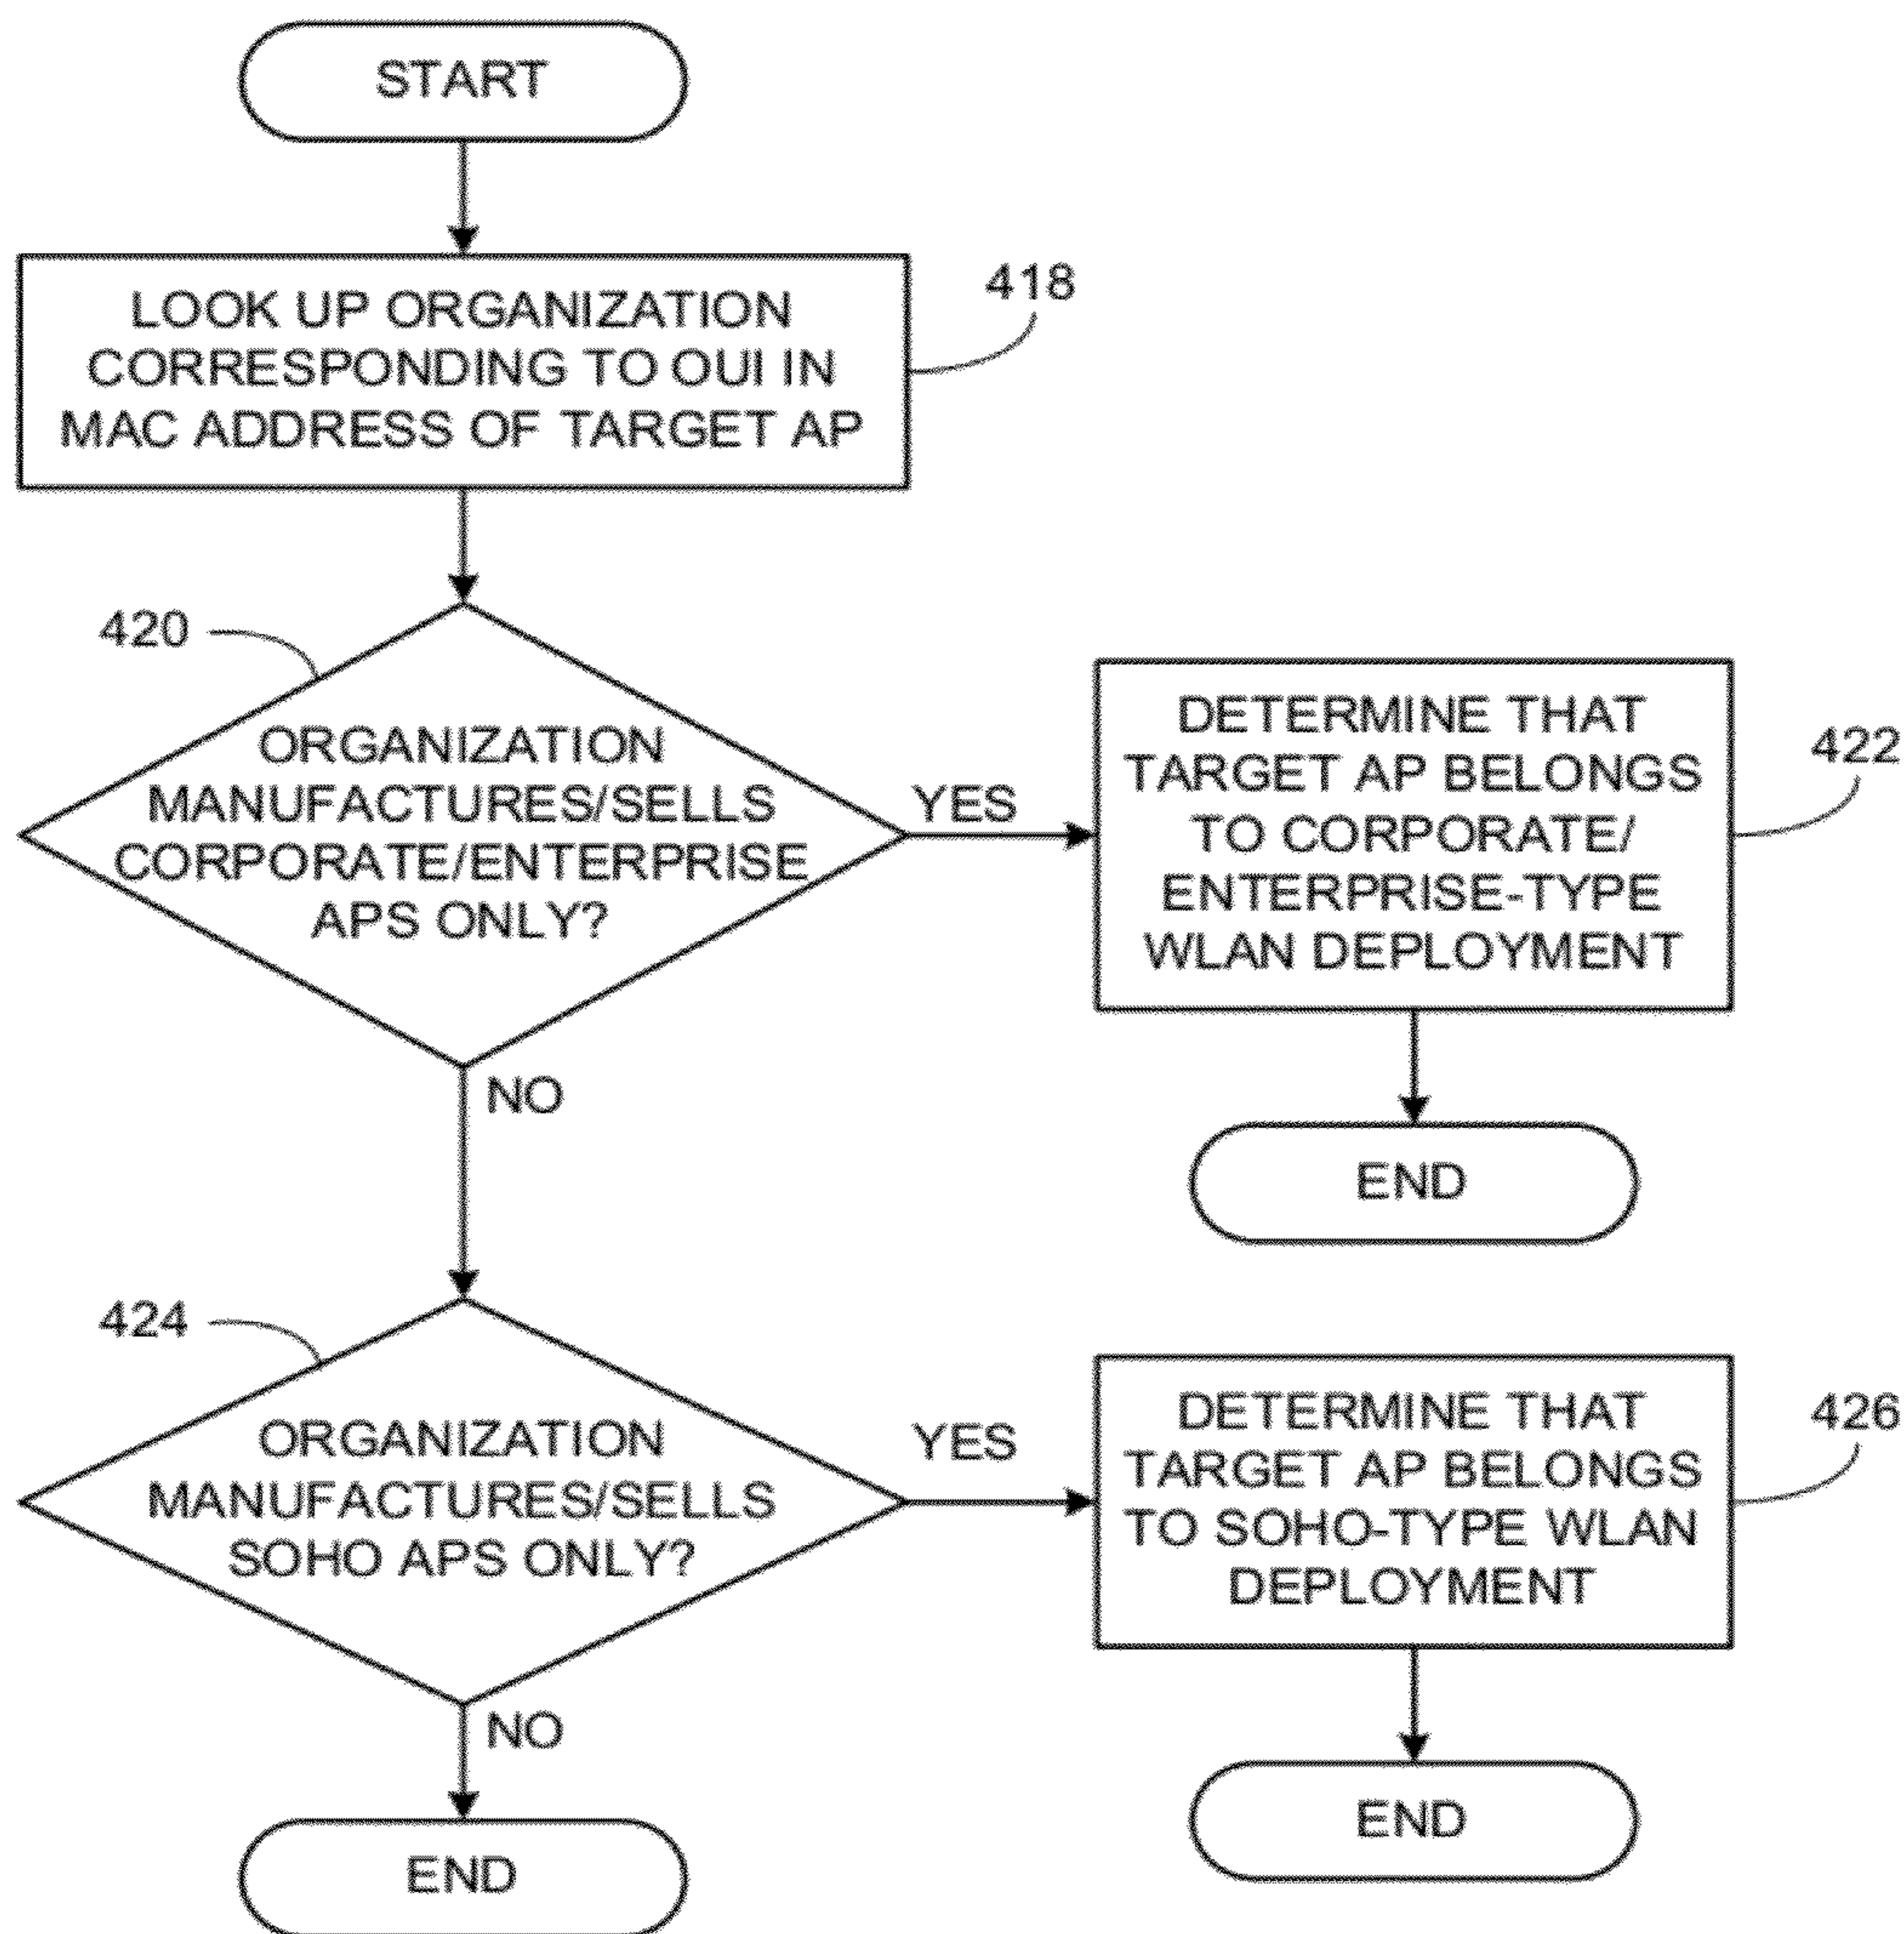 START
LOOK UP ORGANIZATION
CORRESPONDING TO OUI IN
MAC ADDRESS OF TARGET AP
418
420
ORGANIZATION
MANUFACTURES/SELLS
CORPORATE/ENTERPRISE
APS ONLY?
YES
DETERMINE THAT
TARGET AP BELONGS
TO CORPORATE/
ENTERPRISE-TYPE
WLAN DEPLOYMENT
422
NO
END
424
ORGANIZATION
MANUFACTURES/SELLS
SOHO APS ONLY?
YES
DETERMINE THAT
TARGET AP BELONGS
TO SOHO-TYPE WLAN
DEPLOYMENT
426
NO
END
END